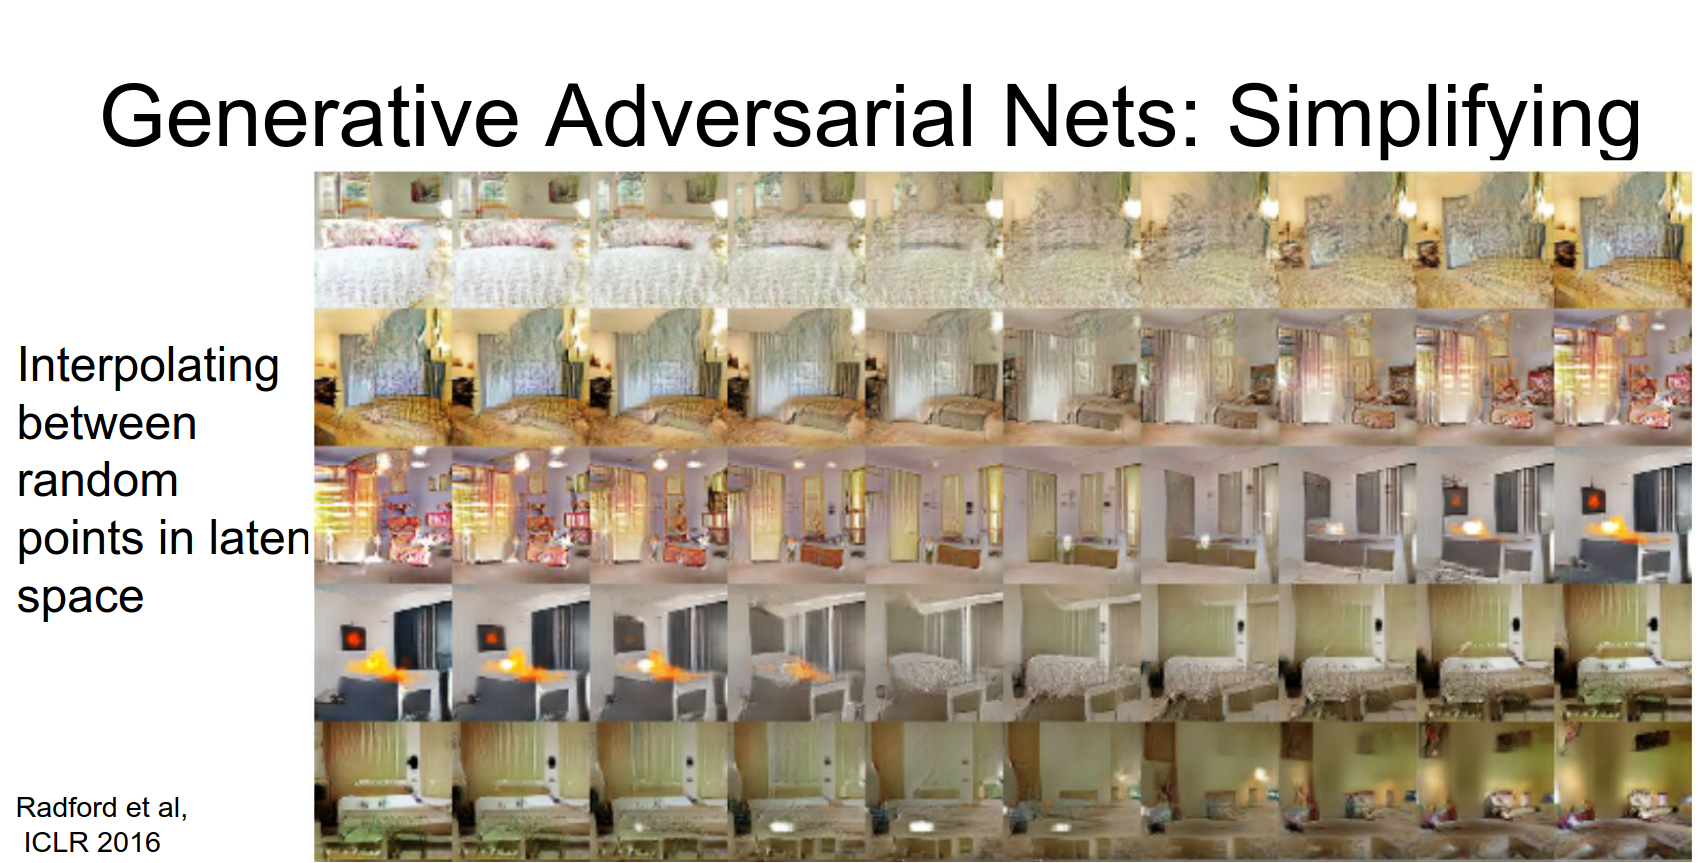 Generative Adversarial Nets: Simplifying
Interpolating
between
random
points in laten
space
Radford et al,
ICLR 2016